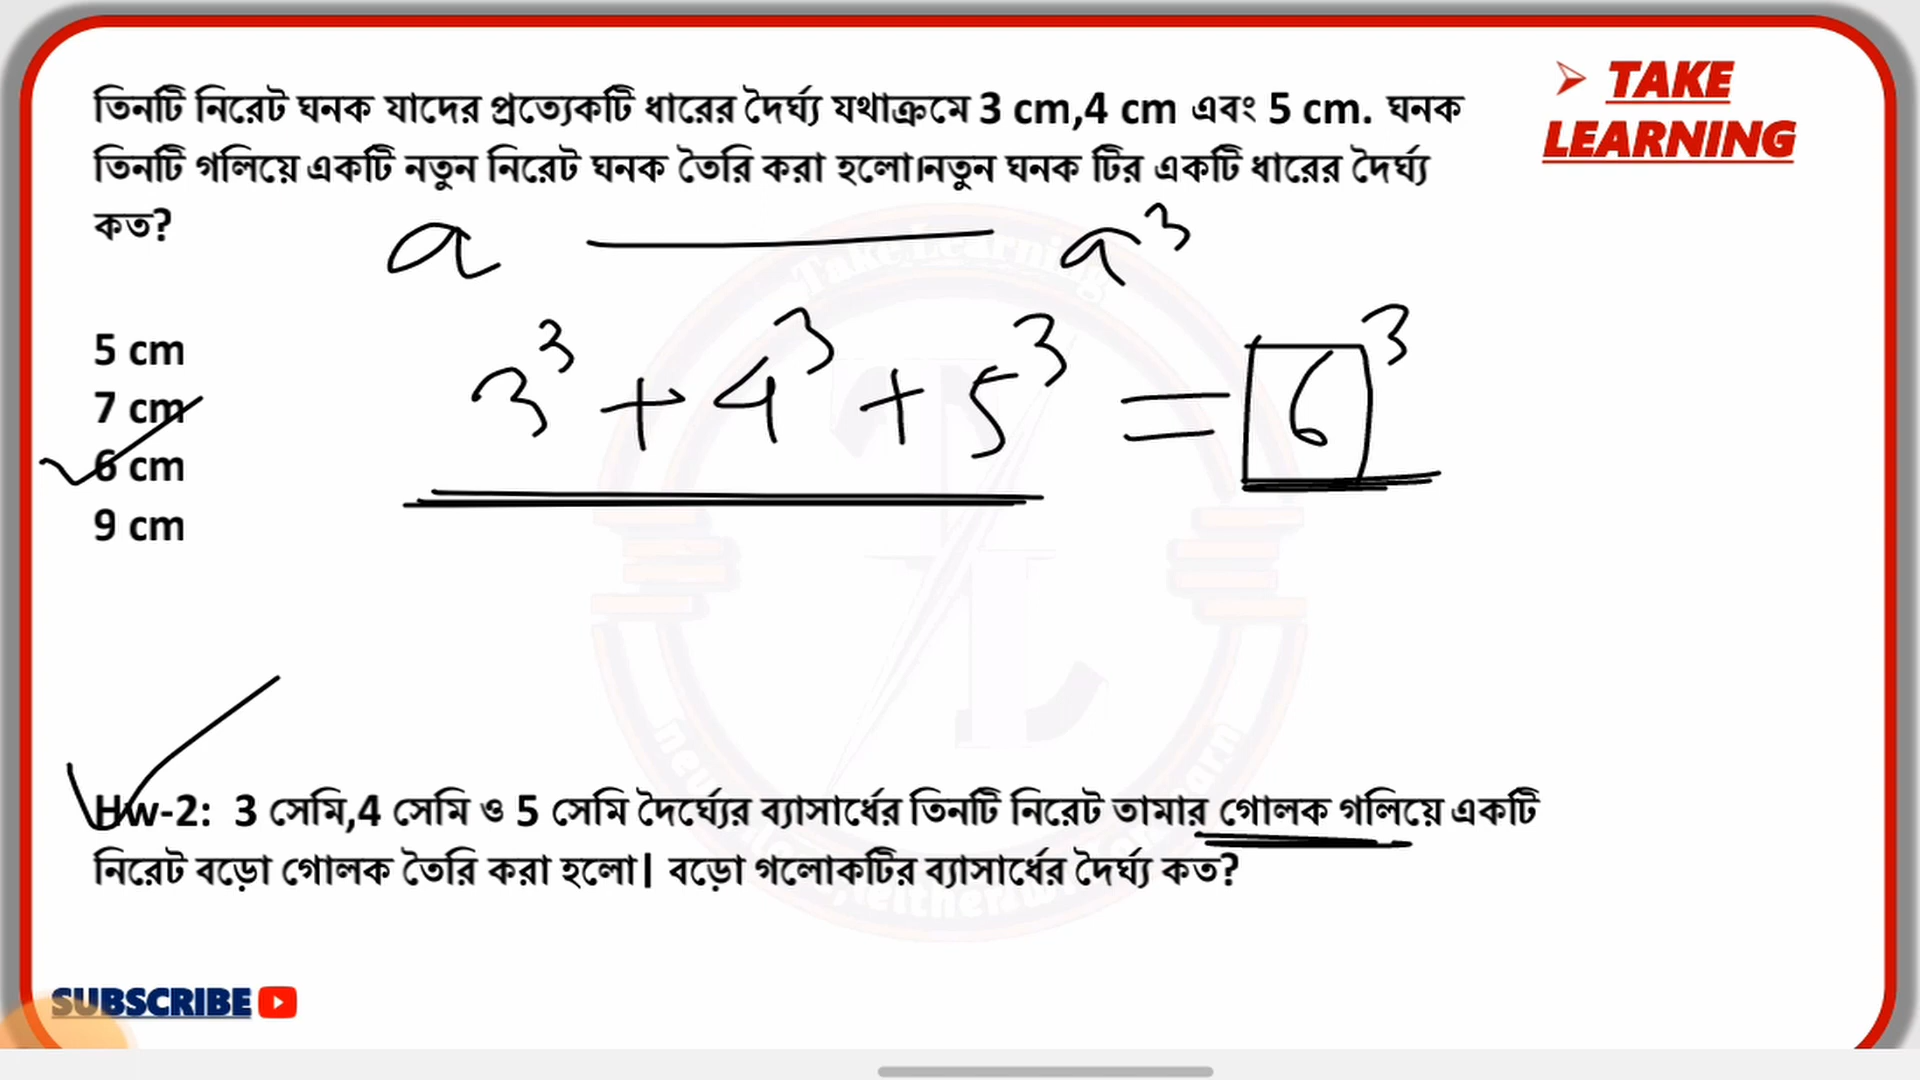 তিনটি নিরেট ঘনক যাদের প্রত্যেকটি ধারের দৈর্ঘ্য যথাক্রমে 3 cm,4 cm এবং 5 cm. ঘনক
তিনটি গলিয়ে একটি নতুন নিরেট ঘনক তৈরি করা হলো।নতুন ঘনক টির একটি ধারের দৈর্ঘ্য
কত?
➢ TAKE
LEARNING
a — a³
3³ + 4³ + 5³ = 6³
5 cm
7 cm
6 cm
9 cm
Take Learning
Hw-2: 3 সেমি,4 সেমি ও 5 সেমি দৈর্ঘ্যের ব্যাসার্ধের তিনটি নিরেট তামার গোলক গলিয়ে একটি
নিরেট বড়ো গোলক তৈরি করা হলো। বড়ো গলোকটির ব্যাসার্ধের দৈর্ঘ্য কত?
SUBSCRIBE